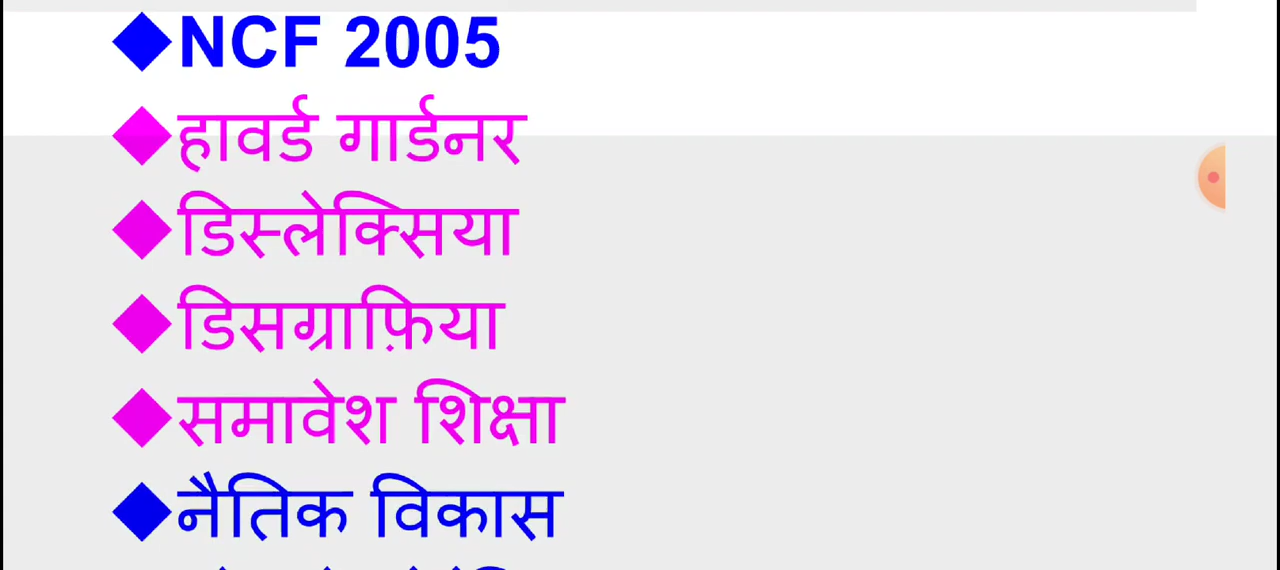 ◆NCF 2005
◆हावर्ड गार्डनर
◆डिस्लेक्सिया
◆डिसग्राफ़िया
◆समावेश शिक्षा
◆नैतिक विकास